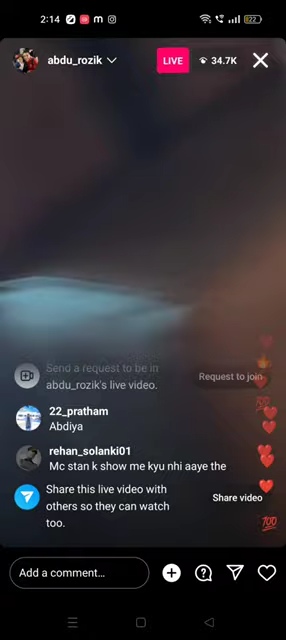 2:14
22
abdu_rozik
LIVE
34.7K
Send a request to be in
abdu_rozik's live video.
Request to join
22_pratham
Abdiya
rehan_solanki01
Mc stan k show me kyu nhi aaye the
Share this live video with
others so they can watch
too.
Share video
Add a comment...